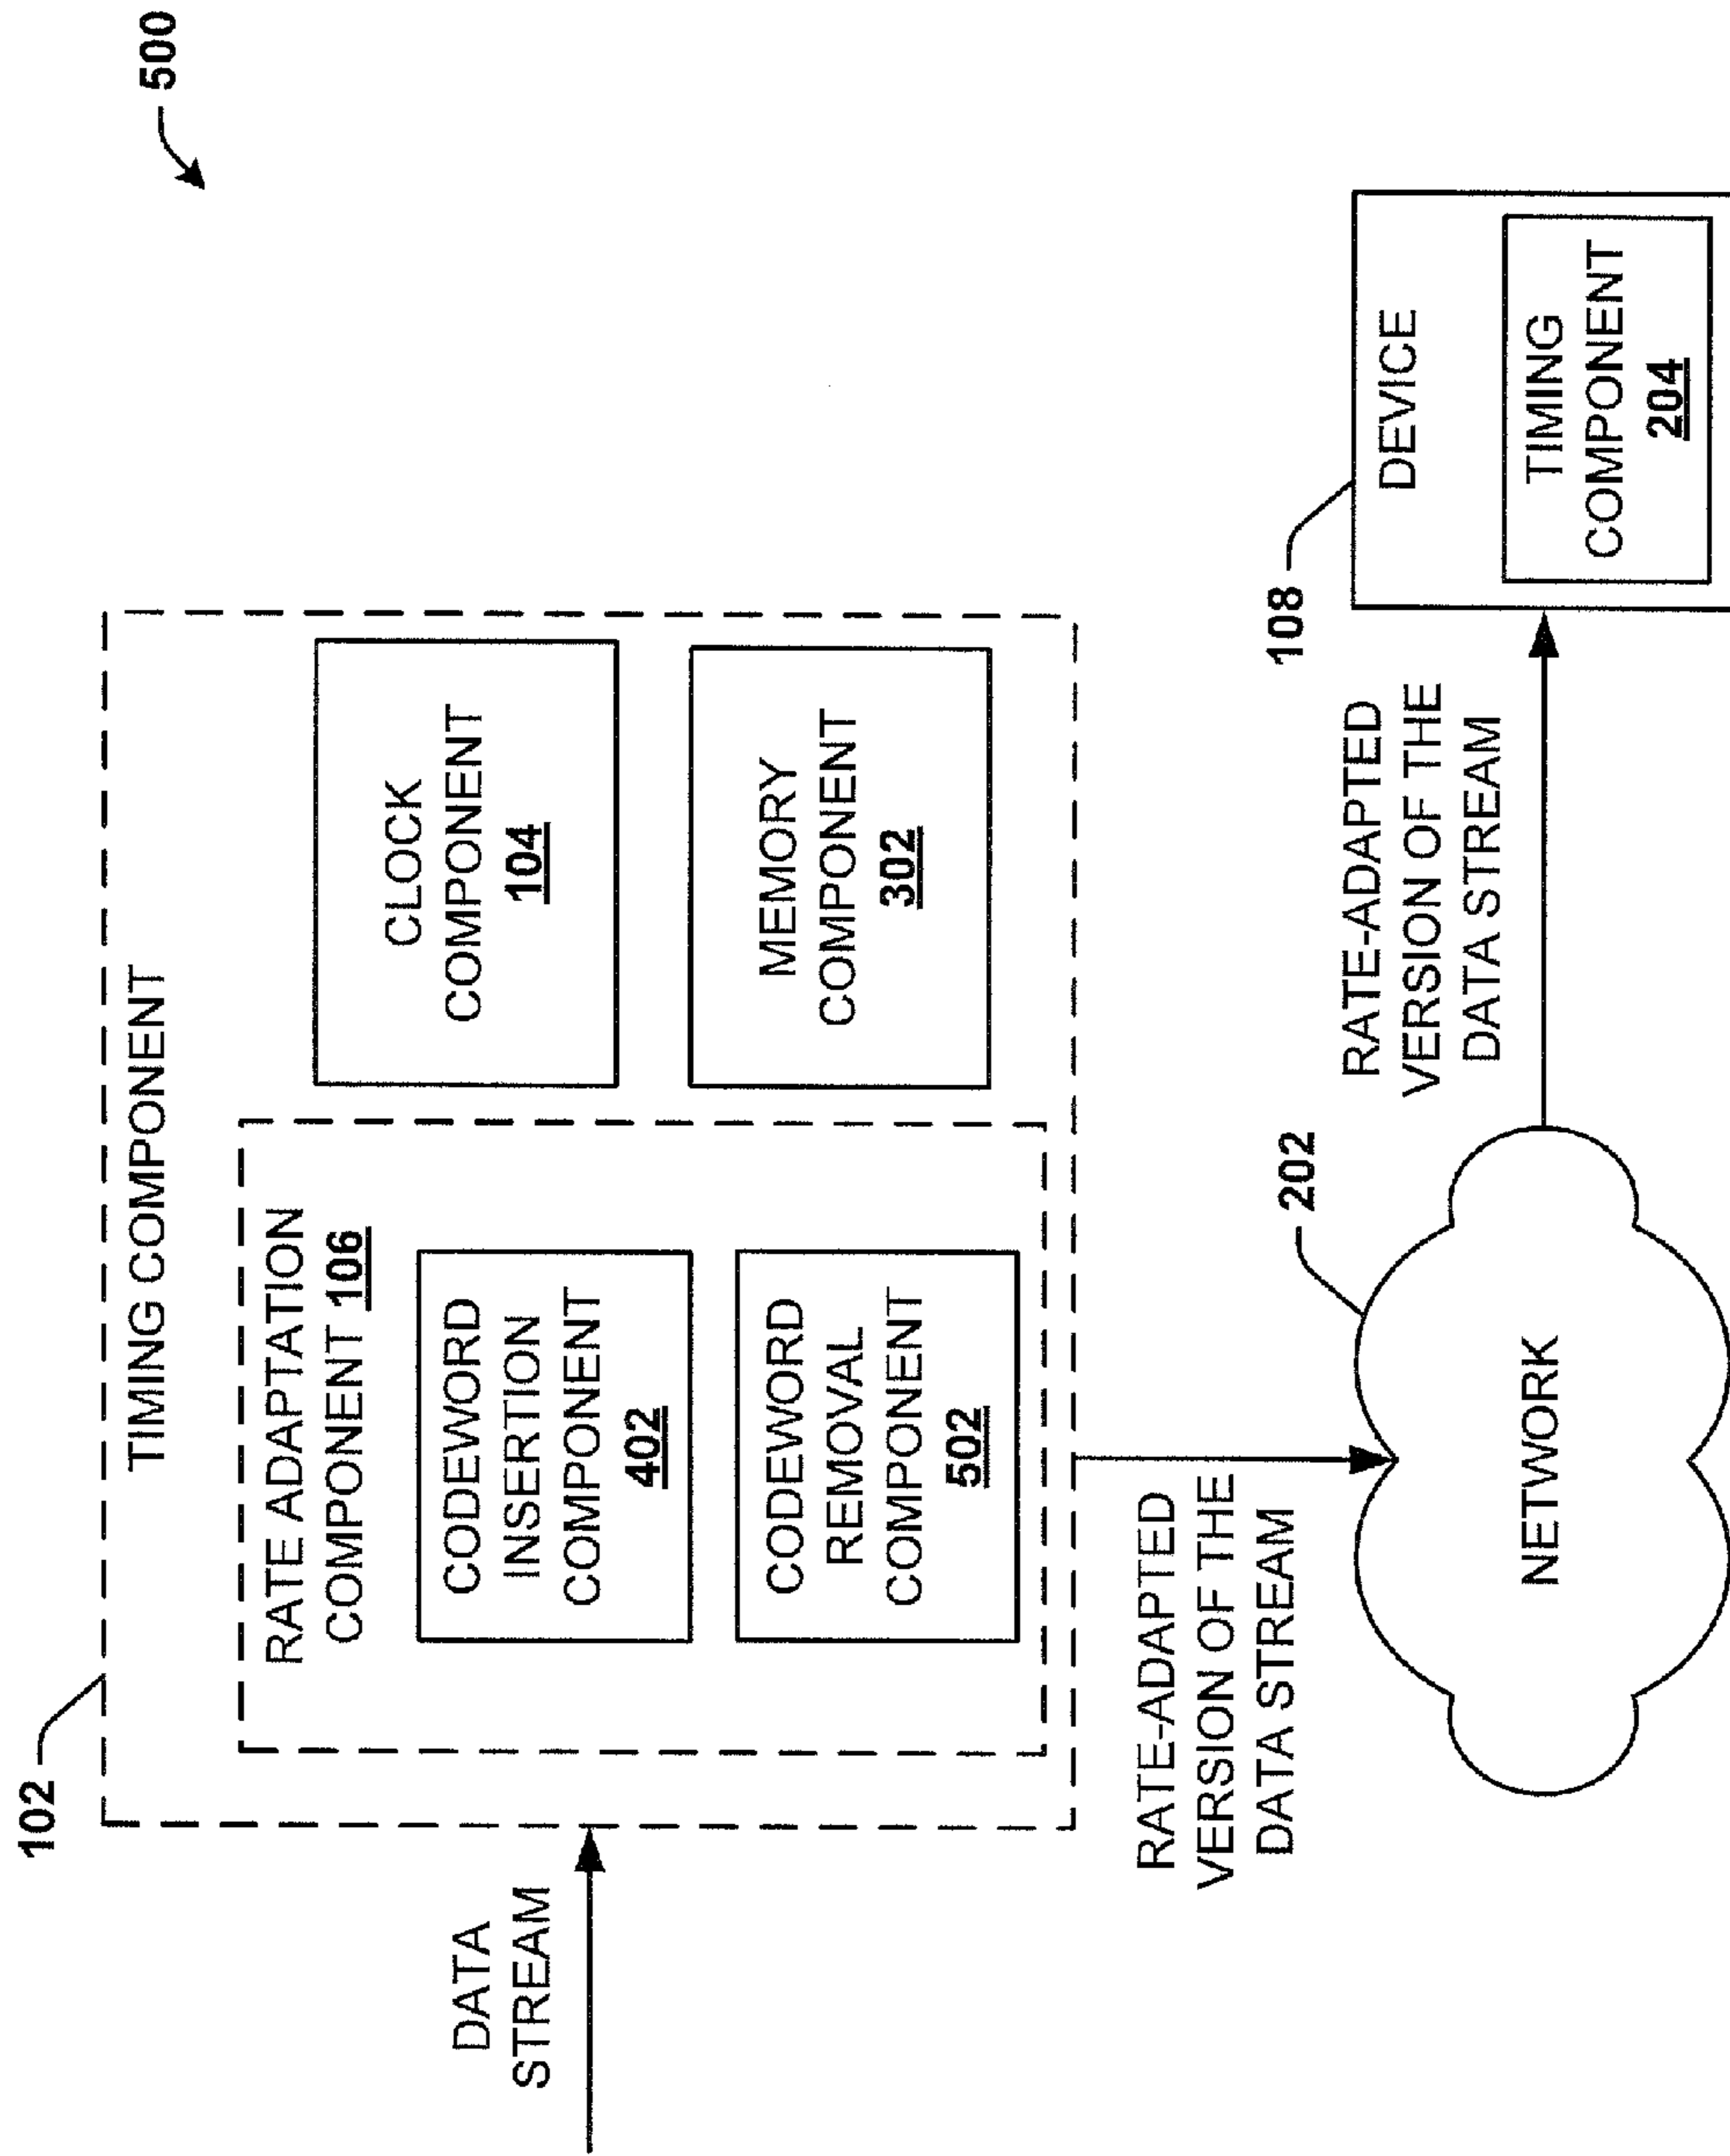 500
102
TIMING COMPONENT
DATA
STREAM
RATE ADAPTATION
COMPONENT 106
CODEWORD
INSERTION
COMPONENT
402
CODEWORD
REMOVAL
COMPONENT
502
CLOCK
COMPONENT
104
MEMORY
COMPONENT
302
RATE-ADAPTED
VERSION OF THE
DATA STREAM
202
NETWORK
RATE-ADAPTED
VERSION OF THE
DATA STREAM
108
DEVICE
TIMING
COMPONENT
204